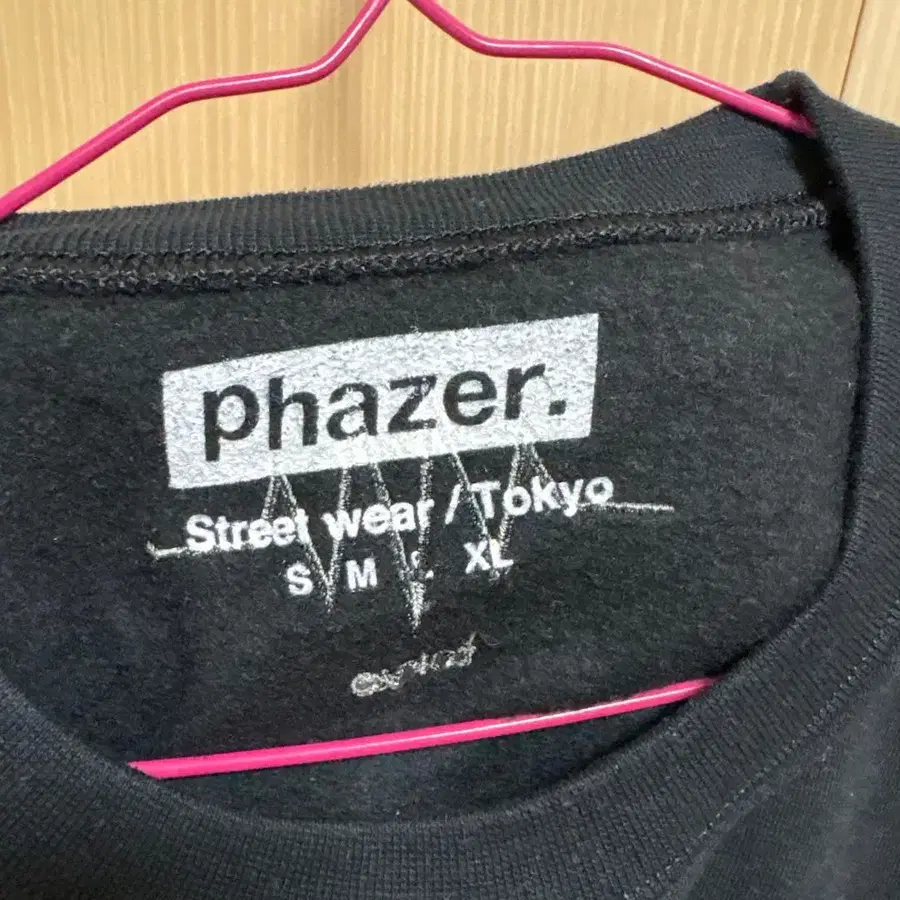 phazer.
Street wear / Tokyo
S M L XL